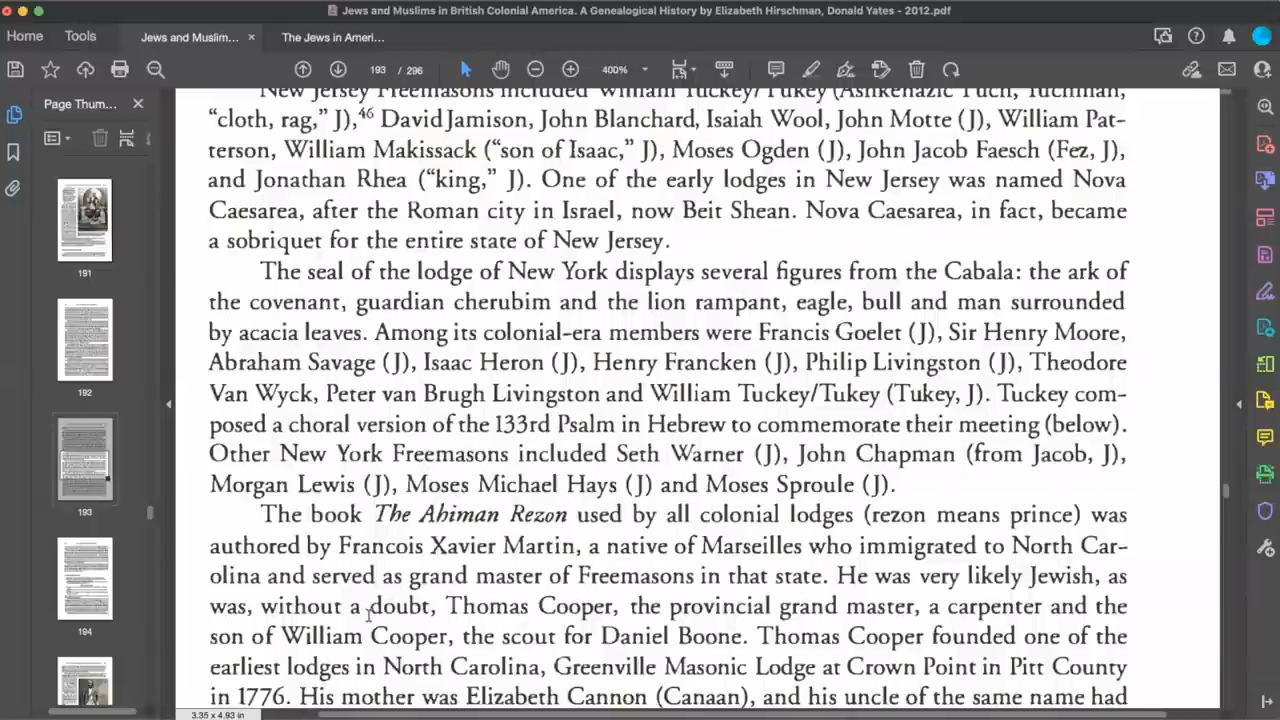 Jews and Muslims in British Colonial America. A Genealogical History by Elizabeth Hirschman, Donald Yates - 2012.pdf
Home Tools Jews and Muslim... × The Jews in Ameri...
193 / 296 400%
Page Thum...
191
192
193
194
New Jersey Freemasons included William Tuckey/Tukey (Ashkenazic Tuch, Tuchman,
“cloth, rag,” J),46 David Jamison, John Blanchard, Isaiah Wool, John Motte (J), William Pat-
terson, William Makissack (“son of Isaac,” J), Moses Ogden (J), John Jacob Faesch (Fez, J),
and Jonathan Rhea (“king,” J). One of the early lodges in New Jersey was named Nova
Caesarea, after the Roman city in Israel, now Beit Shean. Nova Caesarea, in fact, became
a sobriquet for the entire state of New Jersey.
The seal of the lodge of New York displays several figures from the Cabala: the ark of
the covenant, guardian cherubim and the lion rampant, eagle, bull and man surrounded
by acacia leaves. Among its colonial-era members were Francis Goelet (J), Sir Henry Moore,
Abraham Savage (J), Isaac Heron (J), Henry Francken (J), Philip Livingston (J), Theodore
Van Wyck, Peter van Brugh Livingston and William Tuckey/Tukey (Tukey, J). Tuckey com-
posed a choral version of the 133rd Psalm in Hebrew to commemorate their meeting (below).
Other New York Freemasons included Seth Warner (J), John Chapman (from Jacob, J),
Morgan Lewis (J), Moses Michael Hays (J) and Moses Sproule (J).
The book The Ahiman Rezon used by all colonial lodges (rezon means prince) was
authored by Francois Xavier Martin, a native of Marseilles who immigrated to North Car-
olina and served as grand master of Freemasons in that state. He was very likely Jewish, as
was, without a doubt, Thomas Cooper, the provincial grand master, a carpenter and the
son of William Cooper, the scout for Daniel Boone. Thomas Cooper founded one of the
earliest lodges in North Carolina, Greenville Masonic Lodge at Crown Point in Pitt County
in 1776. His mother was Elizabeth Cannon (Canaan), and his uncle of the same name had
3.35 x 4.93 in